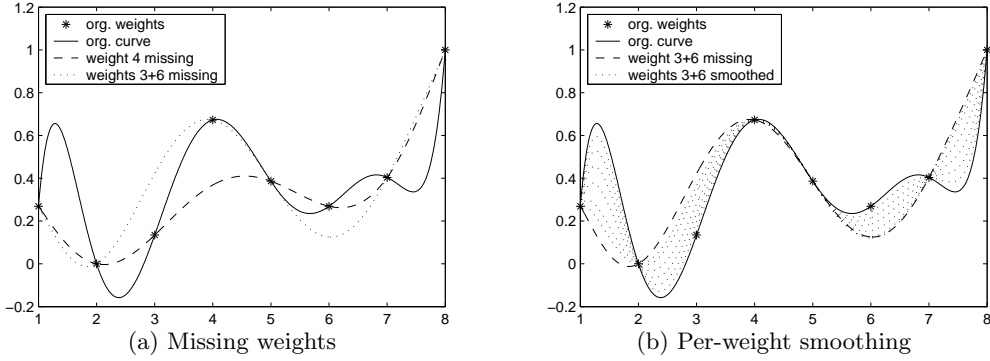 org. weights
org. curve
weight 4 missing
weights 3+6 missing
1.2
1
0.8
0.6
0.4
0.2
0
−0.2
1 2 3 4 5 6 7 8
(a) Missing weights
org. weights
org. curve
weight 3+6 missing
weights 3+6 smoothed
1.2
1
0.8
0.6
0.4
0.2
0
−0.2
1 2 3 4 5 6 7 8
(b) Per-weight smoothing